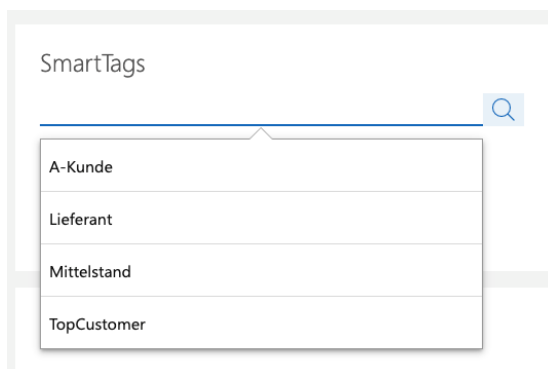 SmartTags
A-Kunde
Lieferant
Mittelstand
TopCustomer